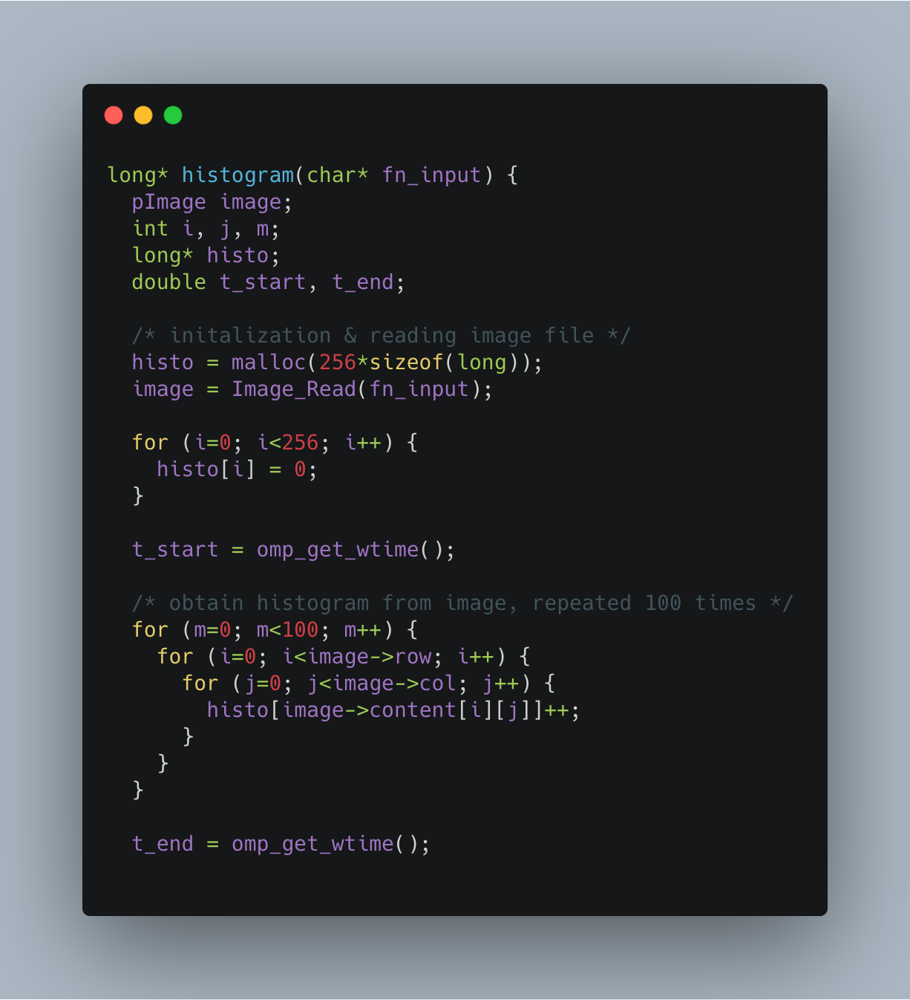 long* histogram(char* fn_input) {
  pImage image;
  int i, j, m;
  long* histo;
  double t_start, t_end;

  /* initalization & reading image file */
  histo = malloc(256*sizeof(long));
  image = Image_Read(fn_input);

  for (i=0; i<256; i++) {
    histo[i] = 0;
  }

  t_start = omp_get_wtime();

  /* obtain histogram from image, repeated 100 times */
  for (m=0; m<100; m++) {
    for (i=0; i<image->row; i++) {
      for (j=0; j<image->col; j++) {
        histo[image->content[i][j]]++;
      }
    }
  }

  t_end = omp_get_wtime();